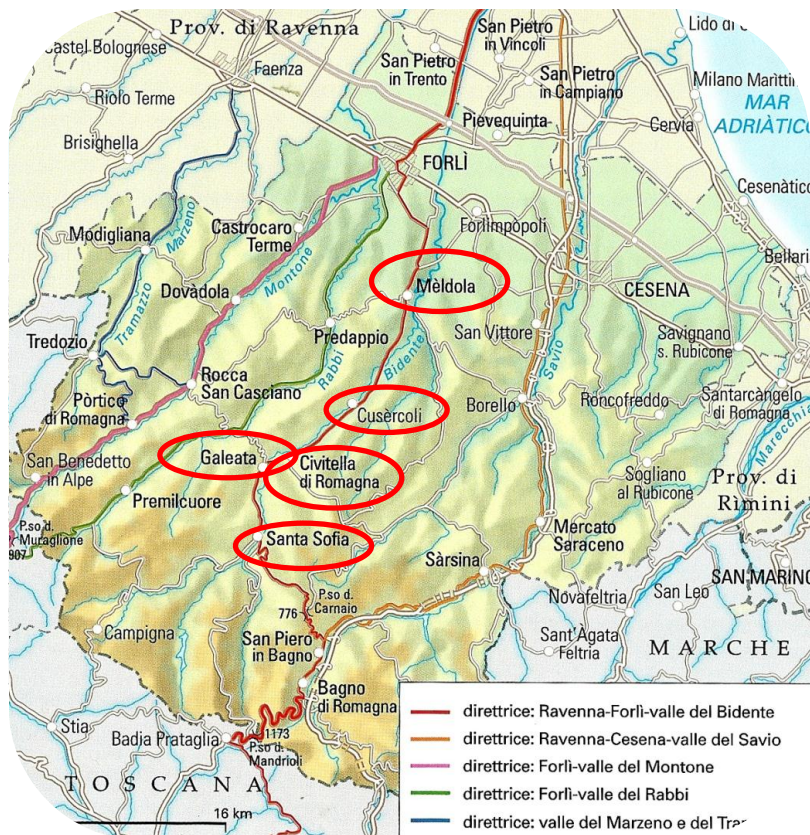 Prov. di Ravenna
Castel Bolognese
Faenza
San Pietro
in Vincoli
San Pietro
in Trento
San Pietro
in Campiano
Lido di
Milano Maritti
MAR
ADRIÀTICO
Riolo Terme
Brisighella
Pievequinta
Cervia
FORLÌ
Cesenàtico
Forlimpòpoli
Castrocaro
Terme
Modigliana
Marzeno
Montone
Bellari
Mèldola
CESENA
Dovàdola
Tramazzo
Predappio
Rabbi
Bidente
San Vittore
Savio
Savignano
s. Rubicone
Tredozio
Rocca
San Casciano
Pòrtico
di Romagna
Cusèrcoli
Borello
Roncofreddo
Santarcàngelo
di Romagna
Marecchia
Galeata
Civitella
di Romagna
San Benedetto
in Alpe
Premilcuore
Sogliano
al Rubicone
Prov. di
Rìmini
P.so d.
Muraglione
907
Santa Sofia
Mercato
Saraceno
Sàrsina
SAN MARINO
P.so d.
Carnaio
776
Novafeltria
San Leo
Campigna
San Piero
in Bagno
Sant'Àgata
Feltria
MARCHE
Bagno
di Romagna
Stia
Badia Prataglia
1173
P.so d.
Mandrioli
TOSCANA
16 km
direttrice: Ravenna-Forlì-valle del Bidente
direttrice: Ravenna-Cesena-valle del Savio
direttrice: Forlì-valle del Montone
direttrice: Forlì-valle del Rabbi
direttrice: valle del Marzeno e del Tra